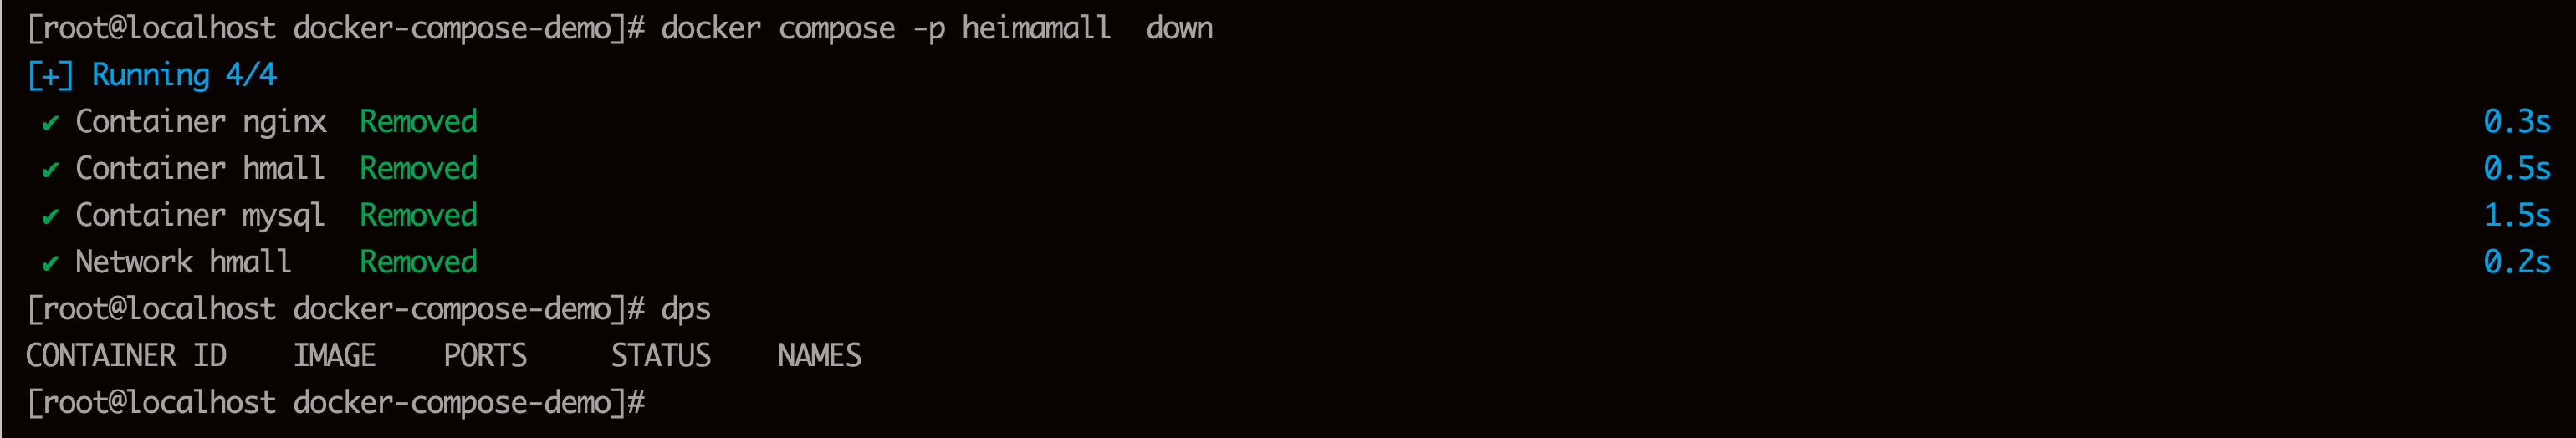 [root@localhost docker-compose-demo]# docker compose -p heimamall  down
[+] Running 4/4
✔ Container nginx  Removed 0.3s
✔ Container hmall  Removed 0.5s
✔ Container mysql  Removed 1.5s
✔ Network hmall    Removed 0.2s
[root@localhost docker-compose-demo]# dps
CONTAINER ID    IMAGE    PORTS     STATUS    NAMES
[root@localhost docker-compose-demo]#